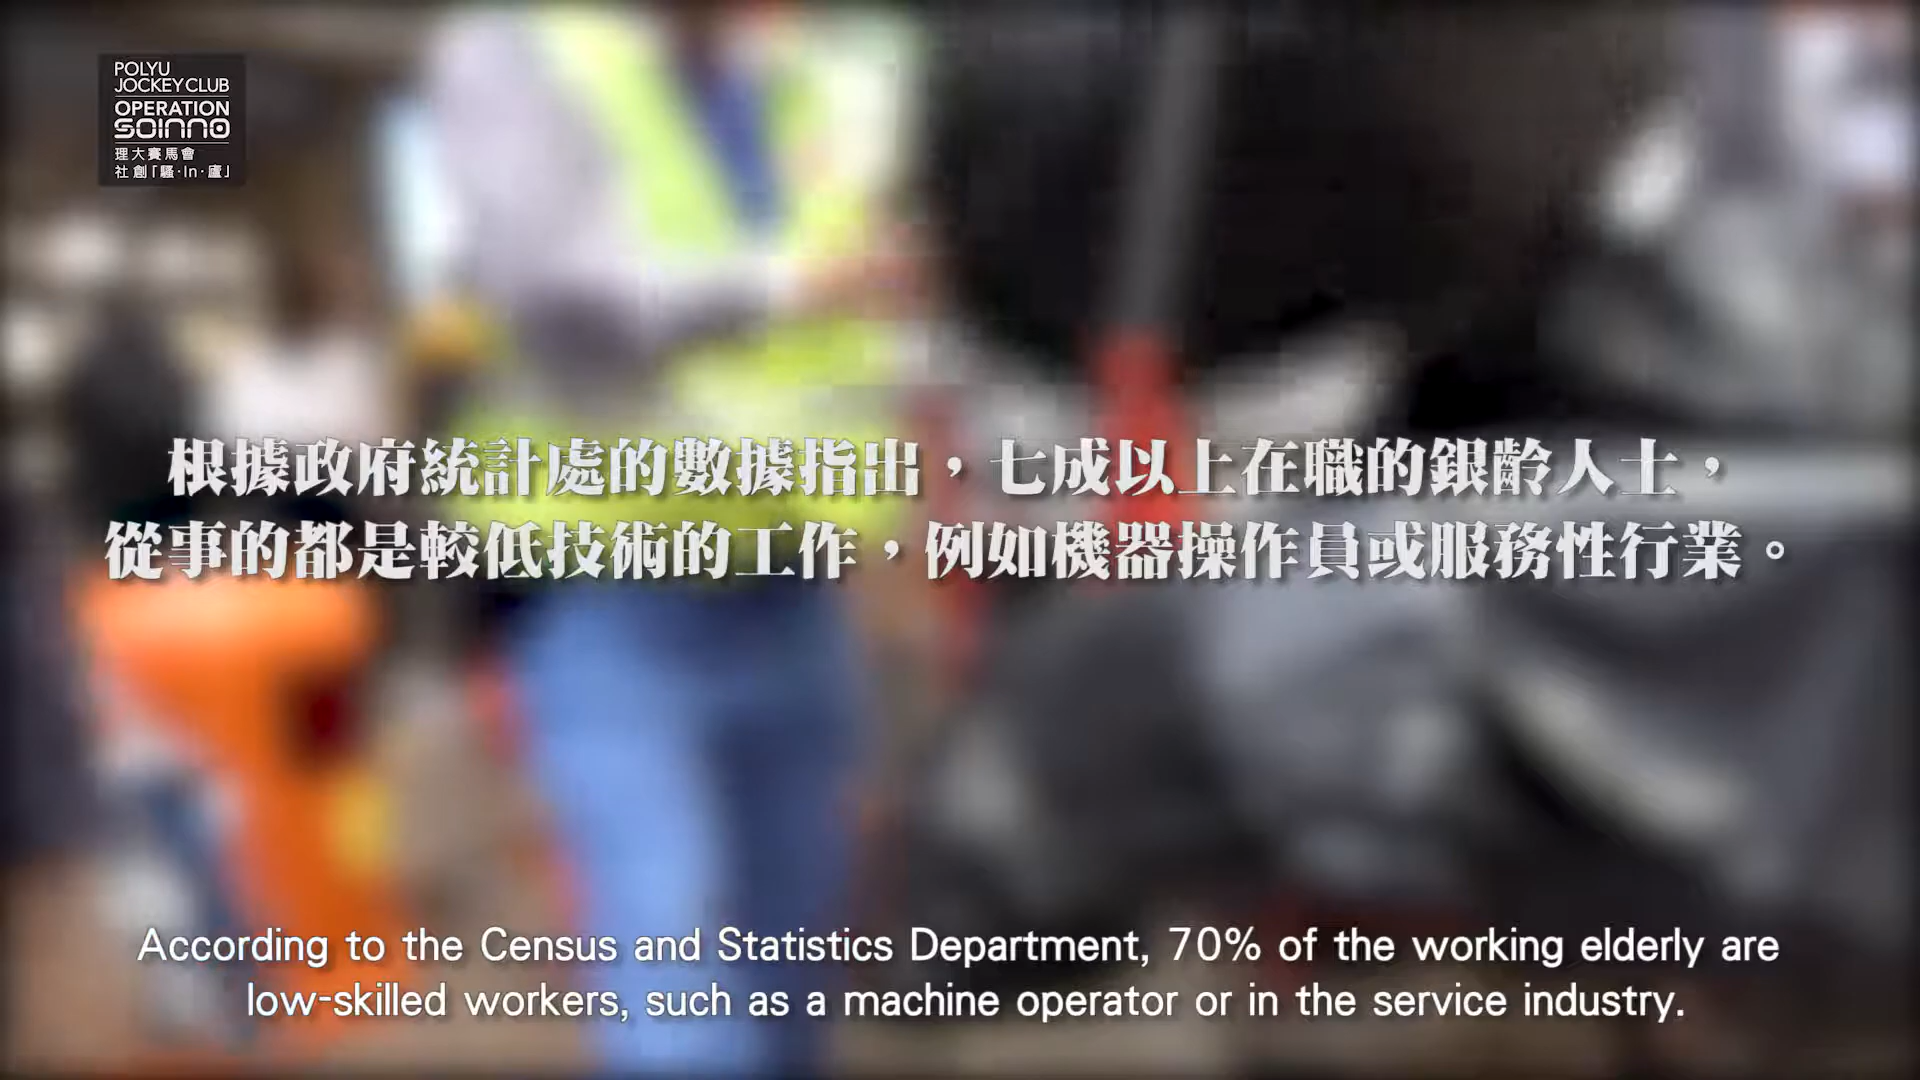 POLYU
JOCKEY CLUB
OPERATION
SOINNO
理大賽馬會
社創「騷·In·廬」
根據政府統計處的數據指出，七成以上在職的銀齡人士，
從事的都是較低技術的工作，例如機器操作員或服務性行業。
According to the Census and Statistics Department, 70% of the working elderly are
low-skilled workers, such as a machine operator or in the service industry.